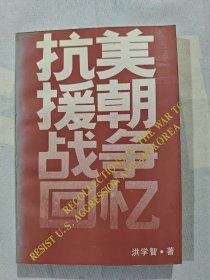 抗美
援朝
战争
回忆
RECOLLECTIONS OF THE WAR TO
RESIST U.S. AGGRESSION AND AID KOREA
洪学智·著